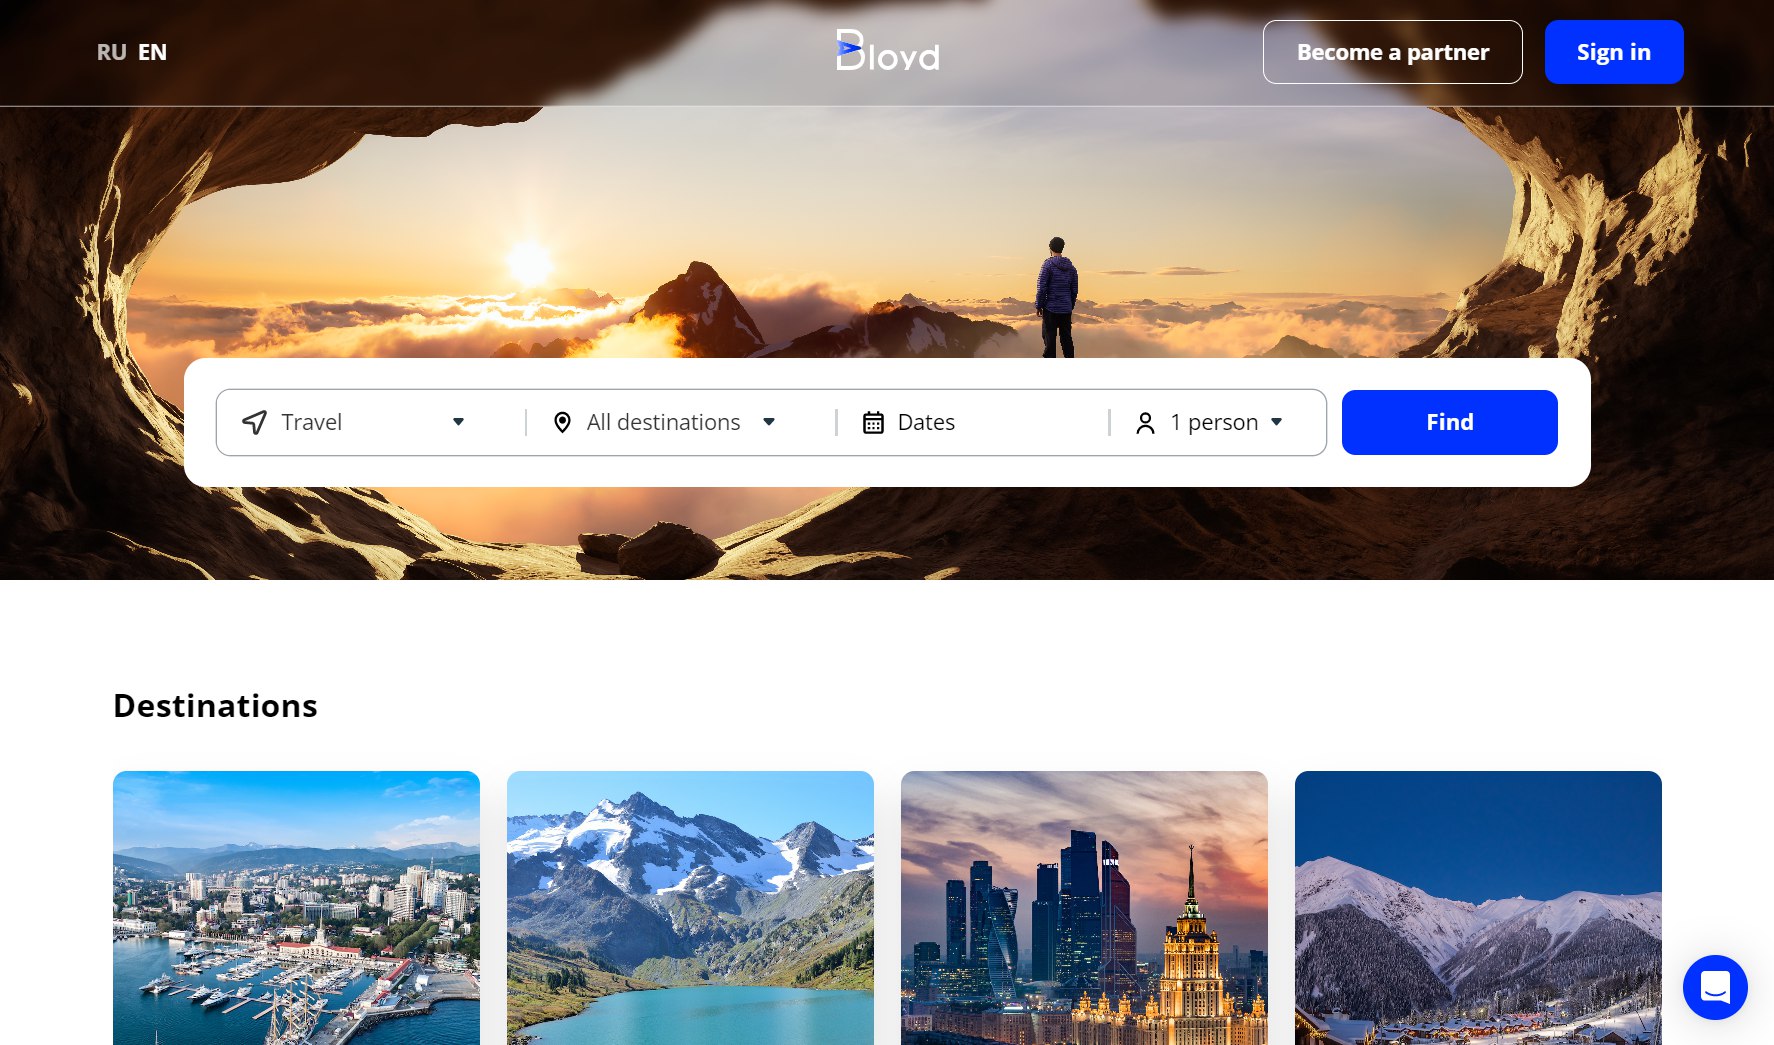 RU EN
Bloyd
Become a partner
Sign in
Travel
All destinations
Dates
1 person
Find
Destinations